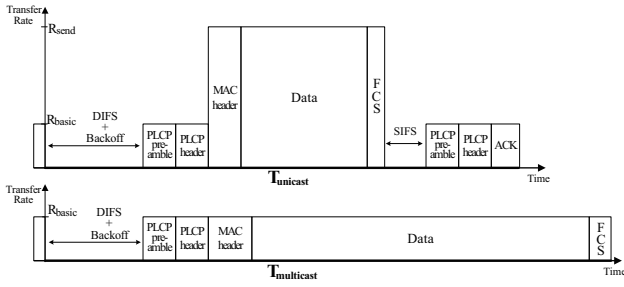 Transfer
Rate
Rsend
MAC
header
Data
F
C
S
Rbasic
DIFS
+
Backoff
PLCP
pre-
amble
PLCP
header
SIFS
PLCP
pre-
amble
PLCP
header
ACK
Tunicast
Time
Transfer
Rate
Rbasic
DIFS
+
Backoff
PLCP
pre-
amble
PLCP
header
MAC
header
Data
F
C
S
Tmulticast
Time